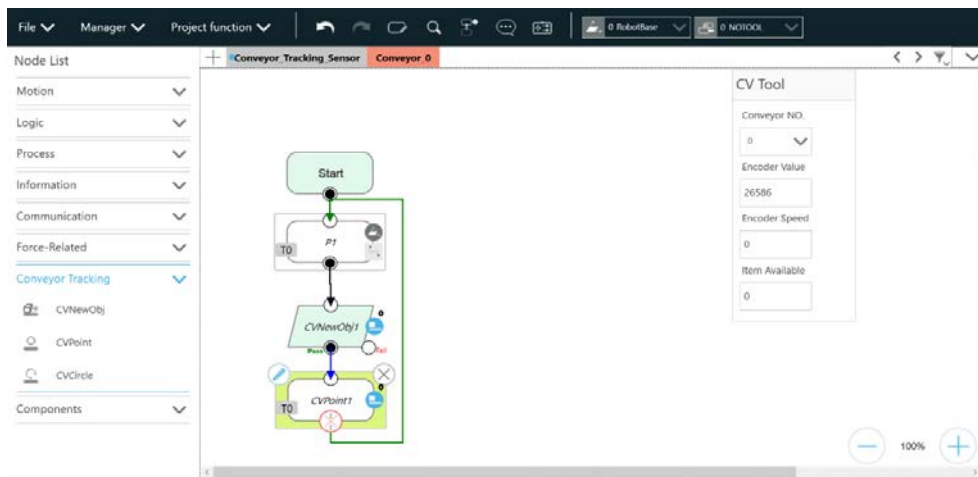 File Manager Project function 0 RobotBase 0 NOTOOL
Node List
Conveyor_Tracking_Sensor Conveyor_0
Motion
Logic
Process
Information
Communication
Force-Related
Conveyor Tracking
CVNewObj
CVPoint
CVCircle
Components
Start
P1
T0
0
CVNewObj1
Pass Fail
0
CVPoint1
T0
CV Tool
Conveyor NO.
0
Encoder Value
26586
Encoder Speed
0
Item Available
0
100%